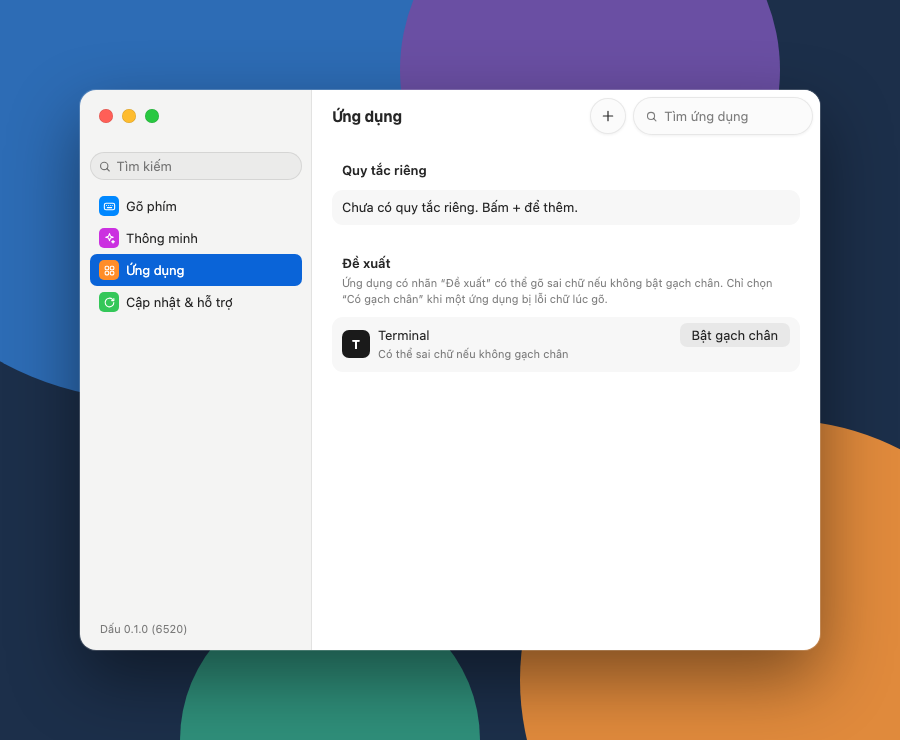 Ứng dụng
Tìm ứng dụng
Tìm kiếm
Gõ phím
Thông minh
Ứng dụng
Cập nhật & hỗ trợ
Dấu 0.1.0 (6520)
Quy tắc riêng
Chưa có quy tắc riêng. Bấm + để thêm.
Đề xuất
Ứng dụng có nhãn “Đề xuất” có thể gõ sai chữ nếu không bật gạch chân. Chỉ chọn
“Có gạch chân” khi một ứng dụng bị lỗi chữ lúc gõ.
T
Terminal
Có thể sai chữ nếu không gạch chân
Bật gạch chân